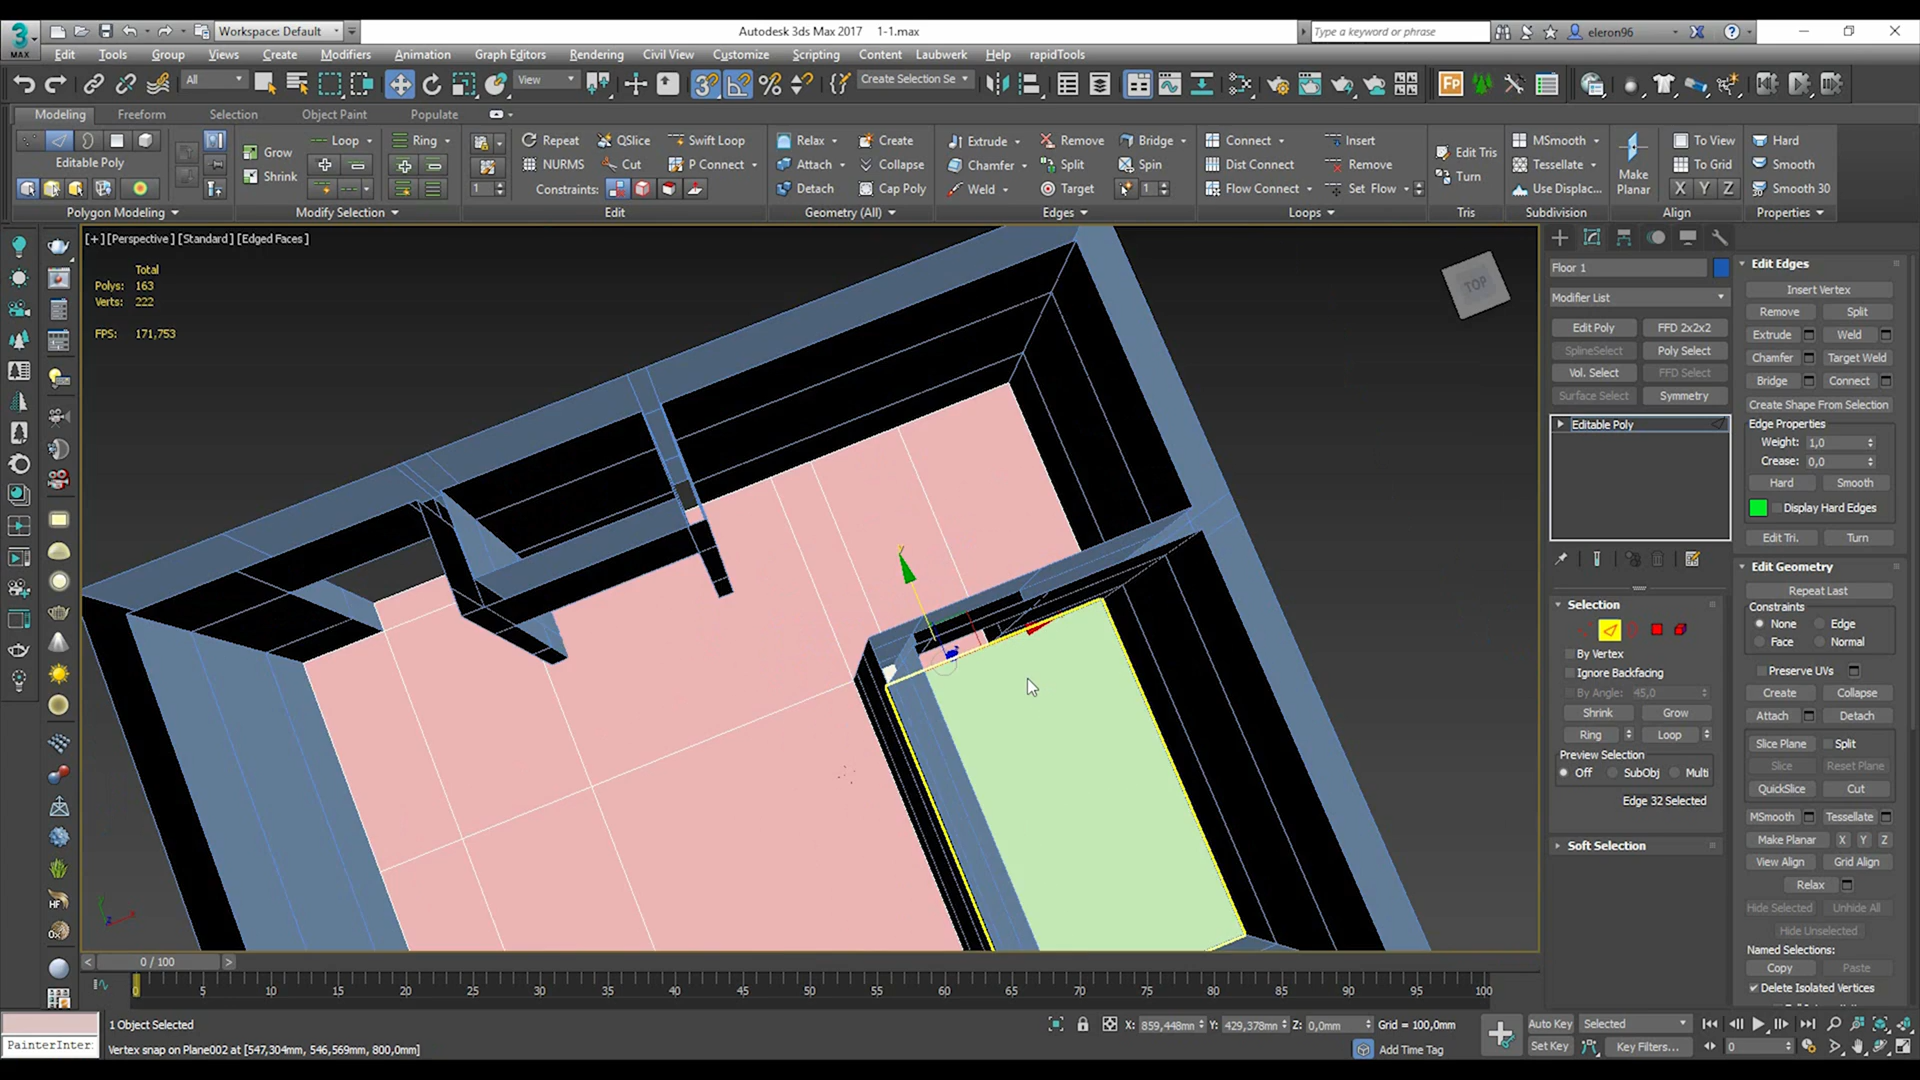 3
MAX
Workspace: Default
Autodesk 3ds Max 2017 1-1.max
Type a keyword or phrase
eleron96
Edit Tools Group Views Create Modifiers Animation Graph Editors Rendering Civil View Customize Scripting Content Laubwerk Help rapidTools
All
View
Create Selection Se
Fp
Modeling Freeform Selection Object Paint Populate
Loop Ring Repeat QSlice Swift Loop Relax Create Extrude Remove Bridge Connect Insert MSmooth To View Hard
Polygon Modeling Modify Selection Edit Geometry (All) Edges Loops Tris Subdivision Align Properties
Editable Poly
Grow
Shrink
NURMS Cut P Connect
1 Constraints:
Attach Collapse
Detach Cap Poly
Chamfer Split Spin
Weld Target 1
Dist Connect Remove
Flow Connect Set Flow
Edit Tris
Turn
Tessellate
Use Displac...
Make
Planar
To Grid
X Y Z
Smooth
Smooth 30
[+] [Perspective] [Standard] [Edged Faces]
Total
Polys: 163
Verts: 222
FPS: 171,753
TOP
HF
Floor 1
Modifier List
Edit Poly FFD 2x2x2
SplineSelect Poly Select
Vol. Select FFD Select
Surface Select Symmetry
Editable Poly
Selection
By Vertex
Ignore Backfacing
By Angle: 45,0
Shrink Grow
Ring Loop
Preview Selection
Off SubObj Multi
Edge 32 Selected
Soft Selection
Edit Edges
Insert Vertex
Remove Split
Extrude Weld
Chamfer Target Weld
Bridge Connect
Create Shape From Selection
Edge Properties
Weight: 1,0
Crease: 0,0
Hard Smooth
Display Hard Edges
Edit Tri. Turn
Edit Geometry
Repeat Last
Constraints
None Edge
Face Normal
Preserve UVs
Create Collapse
Attach Detach
Slice Plane Split
Slice Reset Plane
QuickSlice Cut
MSmooth Tessellate
Make Planar X Y Z
View Align Grid Align
Relax
Hide Selected Unhide All
Hide Unselected
Named Selections:
Copy Paste
Delete Isolated Vertices
0 / 100
0 5 10 15 20 25 30 35 40 45 50 55 60 65 70 75 80 85 90 95 100
PainterInter:
1 Object Selected
Vertex snap on Plane002 at [547,304mm, 546,569mm, 800,0mm]
X: 859,448mm Y: 429,378mm Z: 0,0mm Grid = 100,0mm
Add Time Tag
Auto Key Selected
Set Key Key Filters...
0